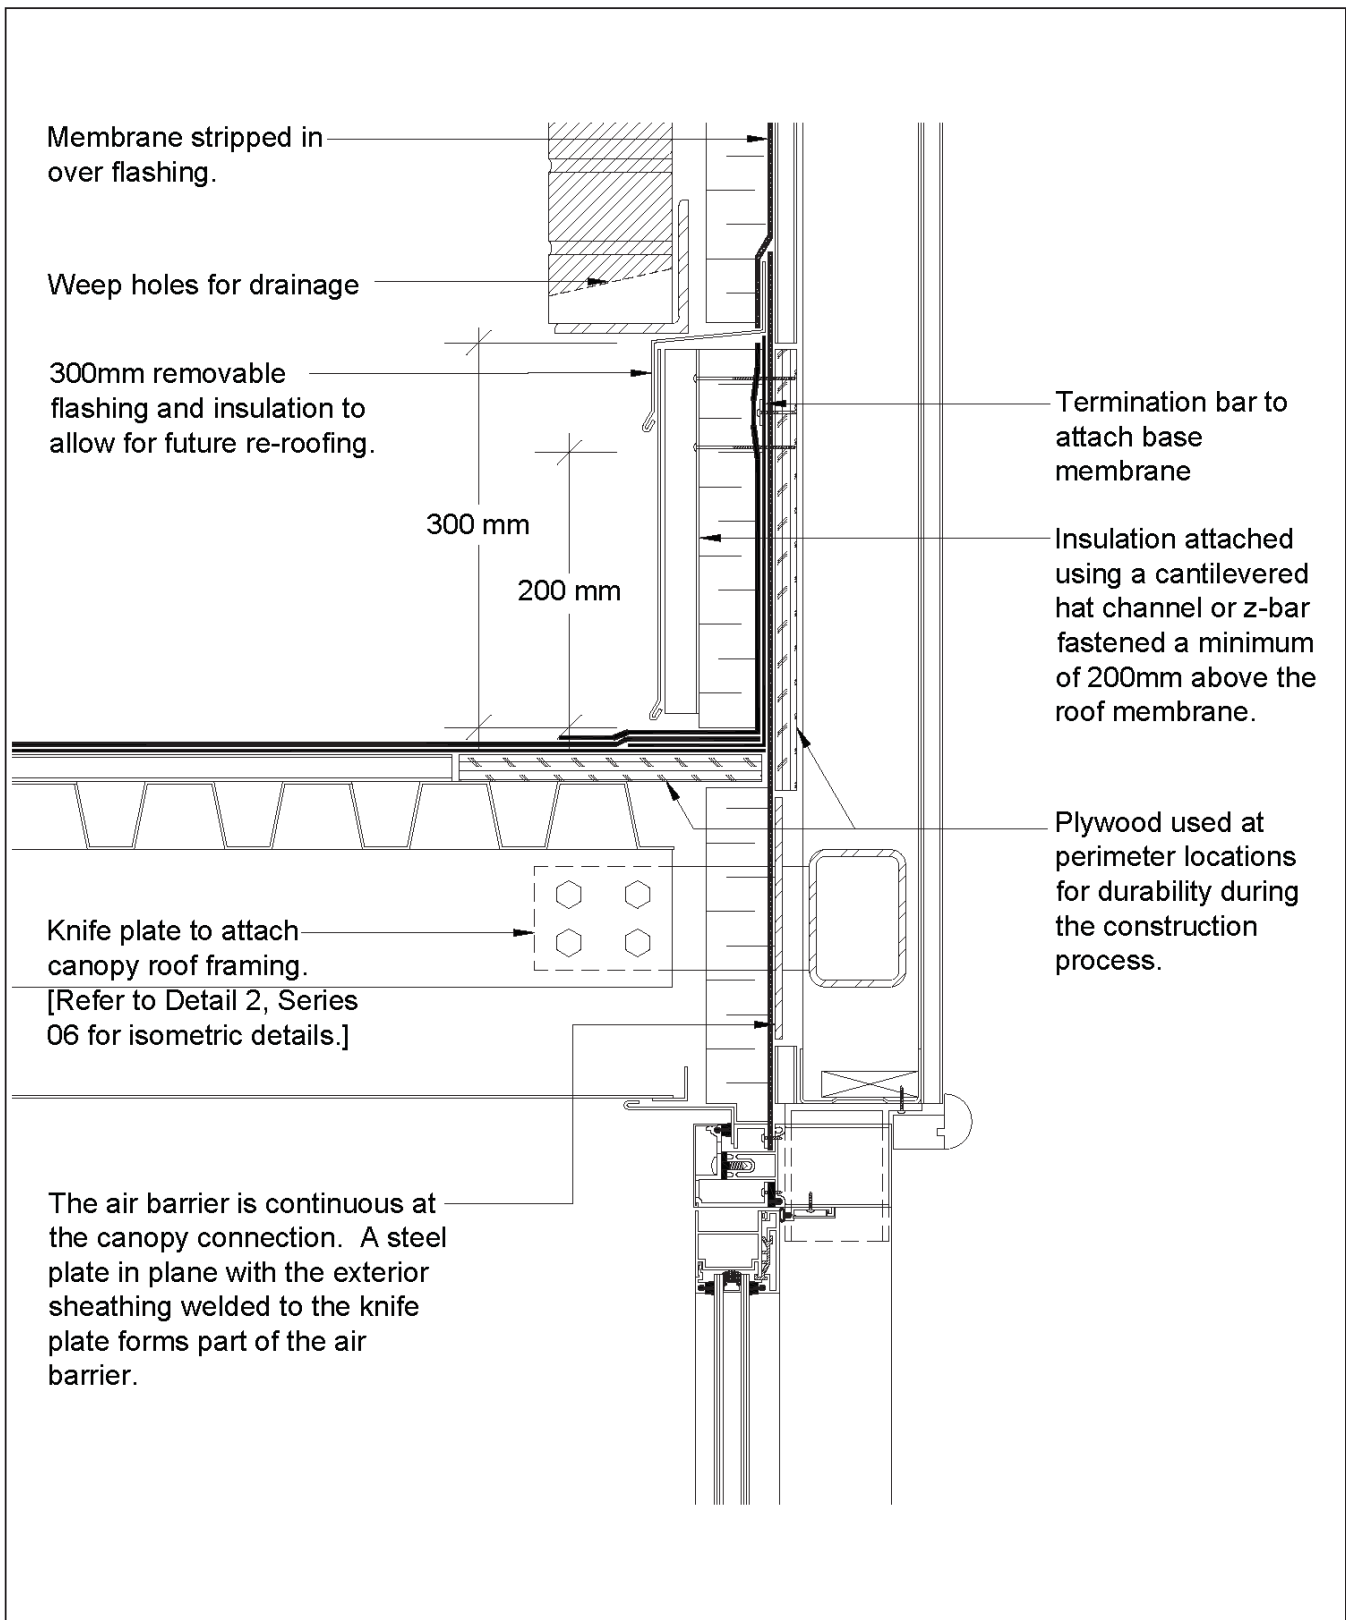 Membrane stripped in
over flashing.
Weep holes for drainage
300mm removable
flashing and insulation to
allow for future re-roofing.
300 mm
200 mm
Termination bar to
attach base
membrane
Insulation attached
using a cantilevered
hat channel or z-bar
fastened a minimum
of 200mm above the
roof membrane.
Plywood used at
perimeter locations
for durability during
the construction
process.
Knife plate to attach
canopy roof framing.
[Refer to Detail 2, Series
06 for isometric details.]
The air barrier is continuous at
the canopy connection.  A steel
plate in plane with the exterior
sheathing welded to the knife
plate forms part of the air
barrier.